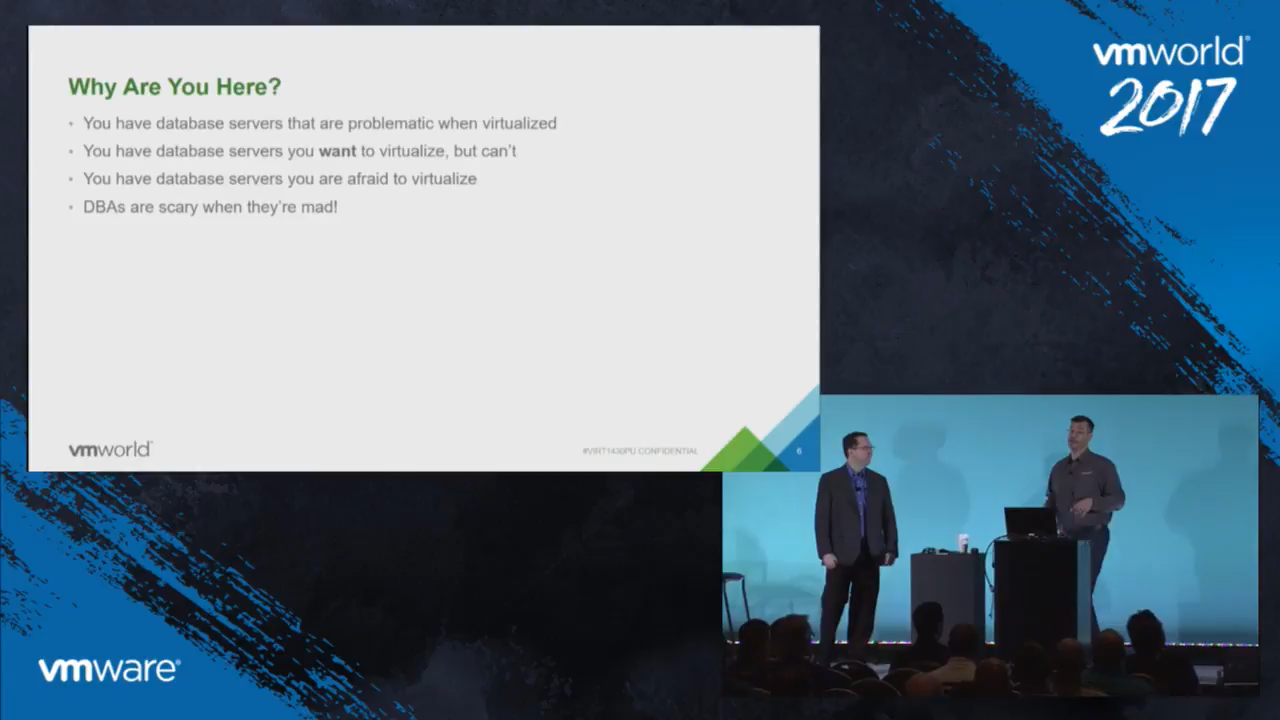 Why Are You Here?
• You have database servers that are problematic when virtualized
• You have database servers you want to virtualize, but can't
• You have database servers you are afraid to virtualize
• DBAs are scary when they're mad!
vmworld
#VIRT1430PU CONFIDENTIAL
6
vmworld
2017
vmware